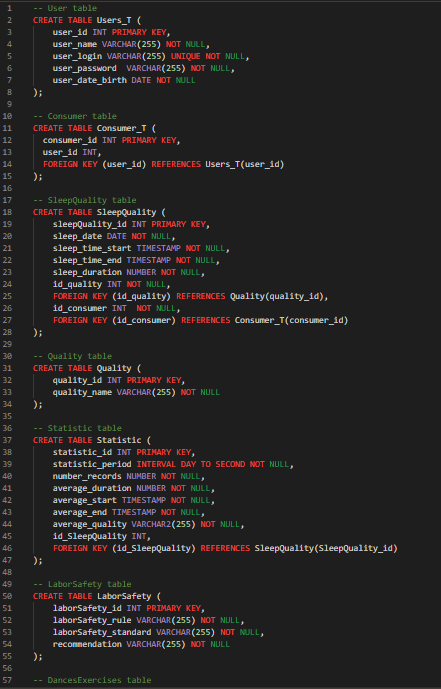 1 -- User table
2 CREATE TABLE Users_T (
3 user_id INT PRIMARY KEY,
4 user_name VARCHAR(255) NOT NULL,
5 user_login VARCHAR(255) UNIQUE NOT NULL,
6 user_password VARCHAR(255) NOT NULL,
7 user_date_birth DATE NOT NULL
8 );
9
10 -- Consumer table
11 CREATE TABLE Consumer_T (
12 consumer_id INT PRIMARY KEY,
13 user_id INT,
14 FOREIGN KEY (user_id) REFERENCES Users_T(user_id)
15 );
16
17 -- SleepQuality table
18 CREATE TABLE SleepQuality (
19 sleepQuality_id INT PRIMARY KEY,
20 sleep_date DATE NOT NULL,
21 sleep_time_start TIMESTAMP NOT NULL,
22 sleep_time_end TIMESTAMP NOT NULL,
23 sleep_duration NUMBER NOT NULL,
24 id_quality INT NOT NULL,
25 FOREIGN KEY (id_quality) REFERENCES Quality(quality_id),
26 id_consumer INT NOT NULL,
27 FOREIGN KEY (id_consumer) REFERENCES Consumer_T(consumer_id)
28 );
29
30 -- Quality table
31 CREATE TABLE Quality (
32 quality_id INT PRIMARY KEY,
33 quality_name VARCHAR(255) NOT NULL
34 );
35
36 -- Statistic table
37 CREATE TABLE Statistic (
38 statistic_id INT PRIMARY KEY,
39 statistic_period INTERVAL DAY TO SECOND NOT NULL,
40 number_records NUMBER NOT NULL,
41 average_duration NUMBER NOT NULL,
42 average_start TIMESTAMP NOT NULL,
43 average_end TIMESTAMP NOT NULL,
44 average_quality VARCHAR2(255) NOT NULL,
45 id_SleepQuality INT,
46 FOREIGN KEY (id_SleepQuality) REFERENCES SleepQuality(SleepQuality_id)
47 );
48
49 -- LaborSafety table
50 CREATE TABLE LaborSafety (
51 laborSafety_id INT PRIMARY KEY,
52 laborSafety_rule VARCHAR(255) NOT NULL,
53 laborSafety_standard VARCHAR(255) NOT NULL,
54 recommendation VARCHAR(255) NOT NULL
55 );
56
57 -- DancesExercises table